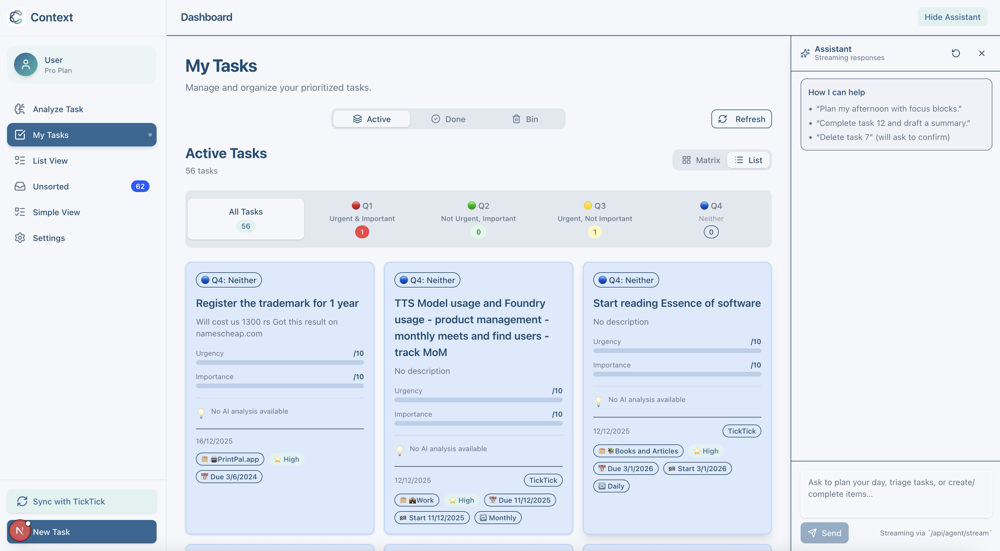 Context
Dashboard
Hide Assistant
User
Pro Plan
Analyze Task
My Tasks
List View
Unsorted
62
Simple View
Settings
Sync with TickTick
N
New Task
My Tasks
Manage and organize your prioritized tasks.
Active
Done
Bin
Refresh
Active Tasks
56 tasks
Matrix
List
All Tasks
56
Q1
Urgent & Important
1
Q2
Not Urgent, Important
0
Q3
Urgent, Not Important
1
Q4
Neither
0
Q4: Neither
Register the trademark for 1 year
Will cost us 1300 rs Got this result on
namescheap.com
Urgency /10
Importance /10
No AI analysis available
16/12/2025
PrintPal.app
High
Due 3/6/2024
Q4: Neither
TTS Model usage and Foundry
usage - product management -
monthly meets and find users -
track MoM
No description
Urgency /10
Importance /10
No AI analysis available
12/12/2025
TickTick
Work
High
Due 11/12/2025
Start 11/12/2025
Monthly
Q4: Neither
Start reading Essence of software
No description
Urgency /10
Importance /10
No AI analysis available
12/12/2025
TickTick
Books and Articles
High
Due 3/1/2026
Start 3/1/2026
Daily
Assistant
Streaming responses
How I can help
• “Plan my afternoon with focus blocks.”
• “Complete task 12 and draft a summary.”
• “Delete task 7” (will ask to confirm)
Ask to plan your day, triage tasks, or create/
complete items...
Send
Streaming via `/api/agent/stream`